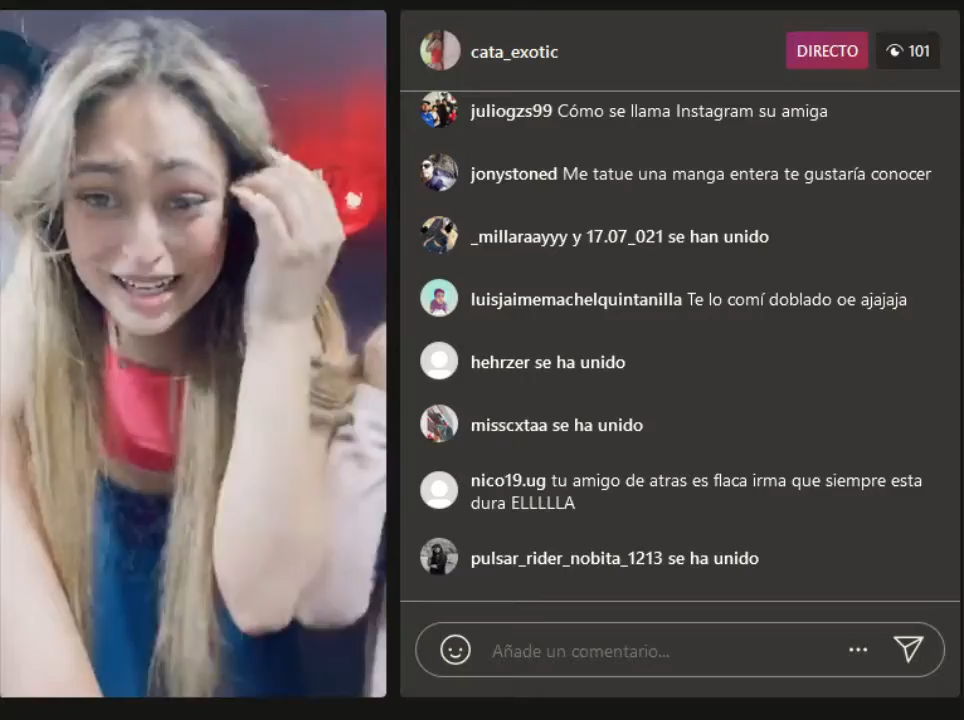 cata_exotic
DIRECTO
101
juliogzs99 Cómo se llama Instagram su amiga
jonystoned Me tatue una manga entera te gustaría conocer
_millaraayyy y 17.07_021 se han unido
luisjaimemachelquintanilla Te lo comí doblado oe ajajaja
hehrzer se ha unido
misscxtaa se ha unido
nico19.ug tu amigo de atras es flaca irma que siempre esta
dura ELLLLLA
pulsar_rider_nobita_1213 se ha unido
Añade un comentario...